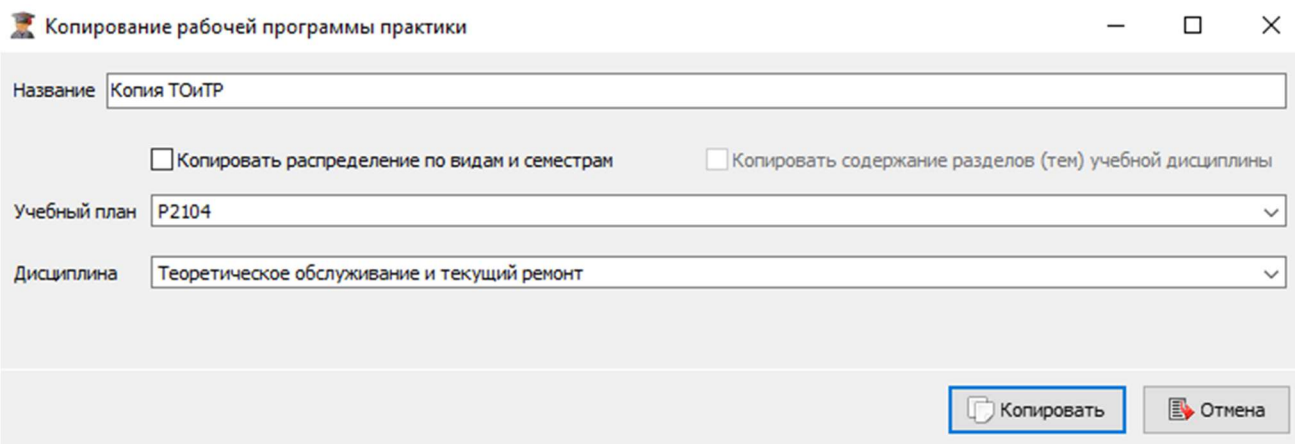 Копирование рабочей программы практики
Название Копия ТОиТР
Копировать распределение по видам и семестрам Копировать содержание разделов (тем) учебной дисциплины
Учебный план Р2104
Дисциплина Теоретическое обслуживание и текущий ремонт
Копировать Отмена